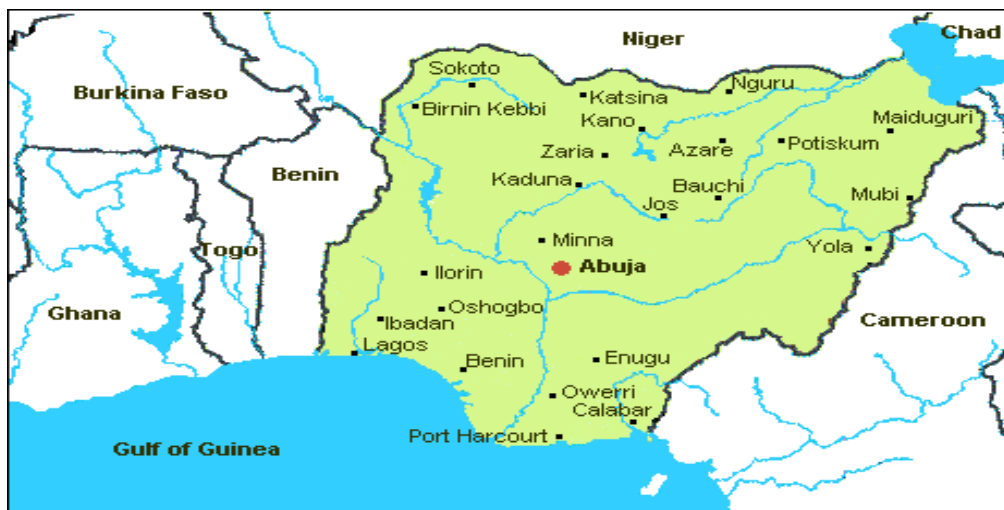 Niger
Chad
Sokoto
Nguru
Burkina Faso
Katsina
Birnin Kebbi
Maiduguri
Kano
Azare
Potiskum
Zaria
Benin
Kaduna
Bauchi
Mubi
Jos
Minna
Yola
Togo
Abuja
Ilorin
Oshogbo
Ghana
Ibadan
Cameroon
Lagos
Benin
Enugu
Owerri
Calabar
Port Harcourt
Gulf of Guinea